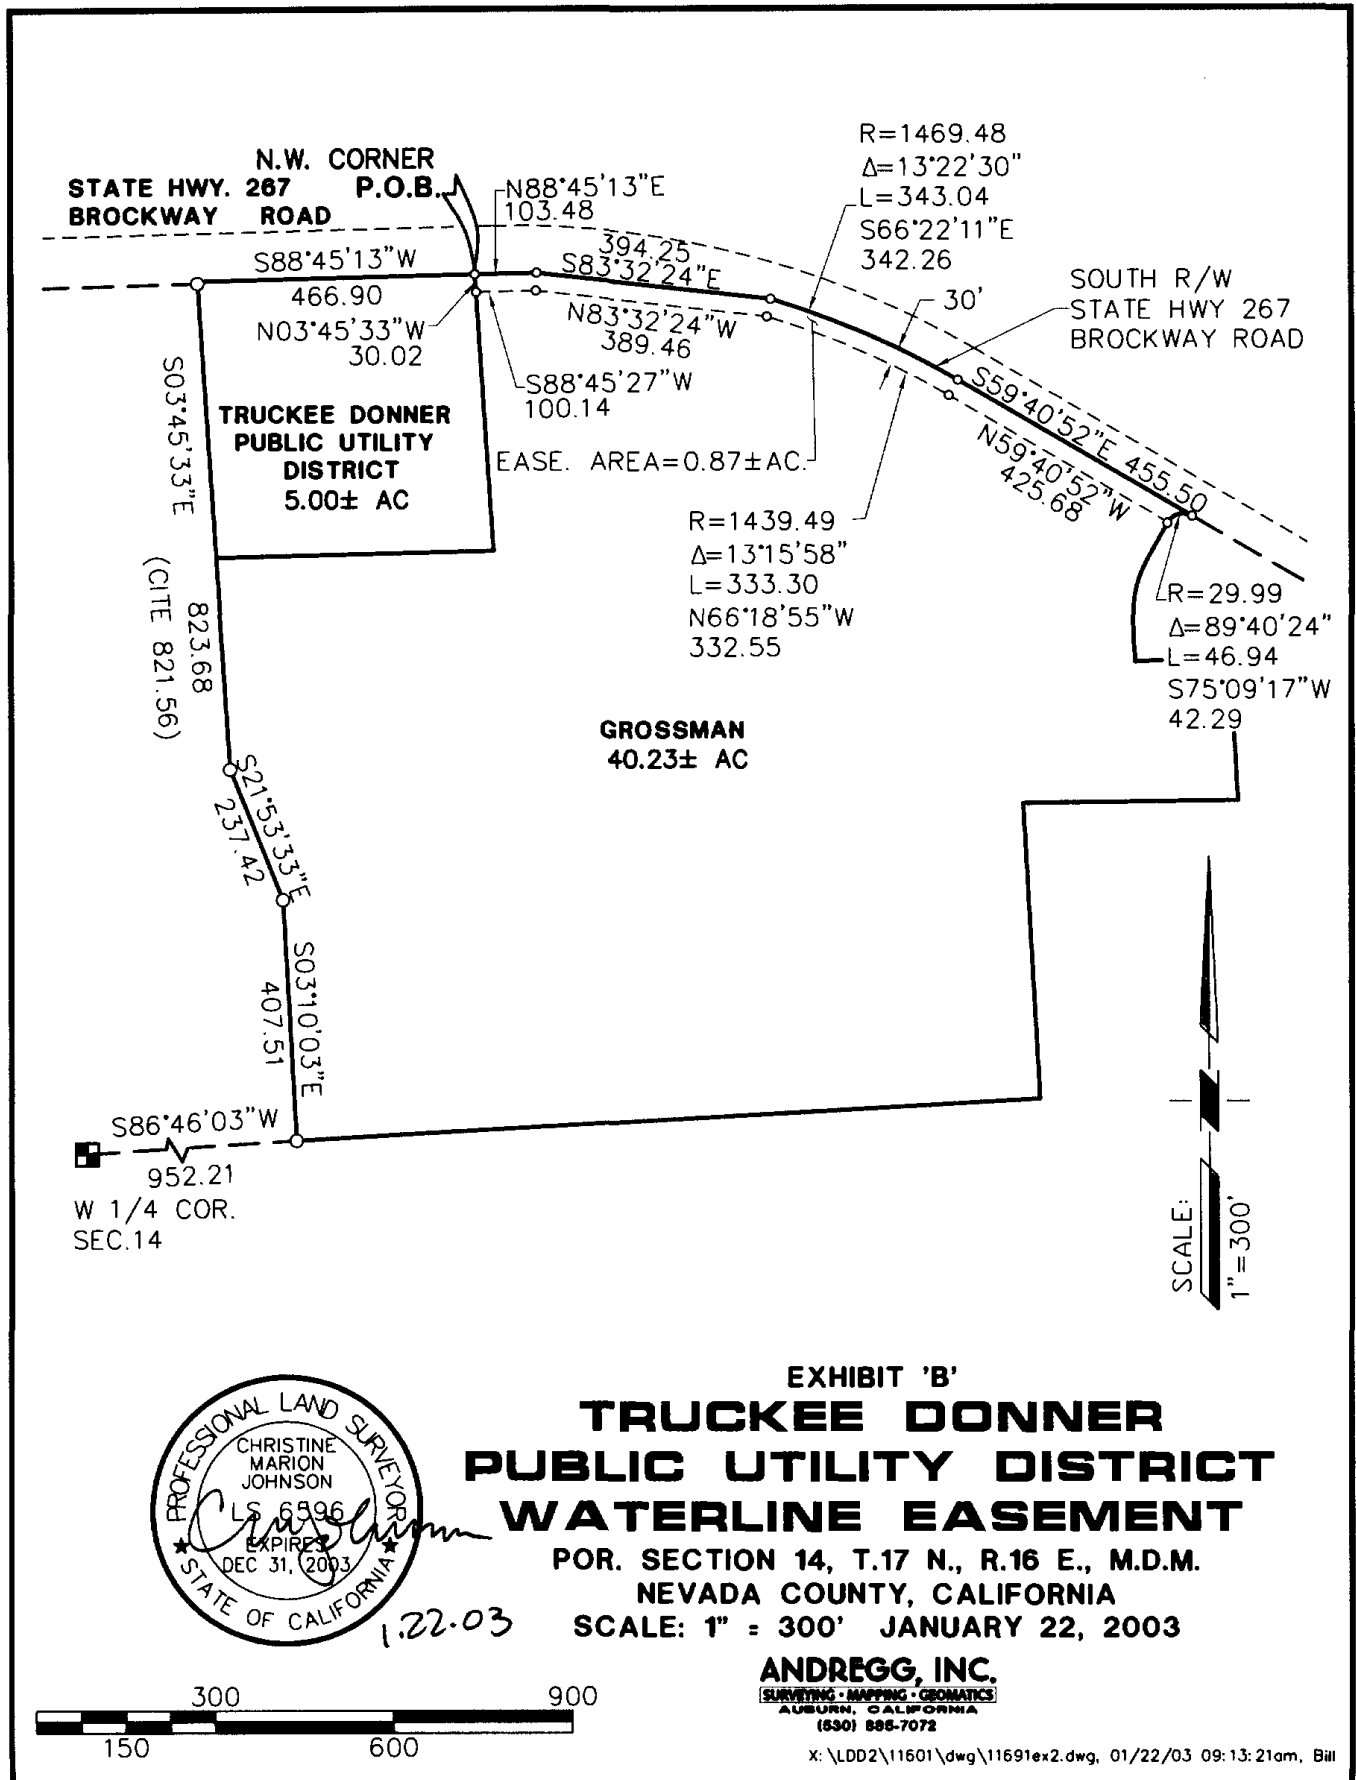 N.W. CORNER
STATE HWY. 267 P.O.B.
BROCKWAY ROAD
N88°45'13"E
103.48
R=1469.48
Δ=13°22'30"
L=343.04
S66°22'11"E
342.26
S88°45'13"W
466.90
394.25
S83°32'24"E
30'
SOUTH R/W
STATE HWY 267
BROCKWAY ROAD
N03°45'33"W
30.02
N83°32'24"W
389.46
S88°45'27"W
100.14
S59°40'52"E 455.50
N59°40'52"W
425.68
S03°45'33"E
823.68
(CITE 821.56)
TRUCKEE DONNER
PUBLIC UTILITY
DISTRICT
5.00± AC
EASE. AREA=0.87±AC.
R=1439.49
Δ=13°15'58"
L=333.30
N66°18'55"W
332.55
R=29.99
Δ=89°40'24"
L=46.94
S75°09'17"W
42.29
GROSSMAN
40.23± AC
S21°53'33"E
237.42
S03°10'03"E
407.51
S86°46'03"W
952.21
W 1/4 COR.
SEC.14
SCALE:
1"=300'
EXHIBIT 'B'
TRUCKEE DONNER
PUBLIC UTILITY DISTRICT
WATERLINE EASEMENT
POR. SECTION 14, T.17 N., R.16 E., M.D.M.
NEVADA COUNTY, CALIFORNIA
SCALE: 1" = 300' JANUARY 22, 2003
PROFESSIONAL LAND SURVEYOR
CHRISTINE
MARION
JOHNSON
LS 6596
EXPIRES
DEC 31, 2003
STATE OF CALIFORNIA
1.22.03
ANDREGG, INC.
SURVEYING • MAPPING • GEOMATICS
AUBURN, CALIFORNIA
(530) 885-7072
300 900
150 600
X:\LDD2\11601\dwg\11691ex2.dwg, 01/22/03 09:13:21am, Bill